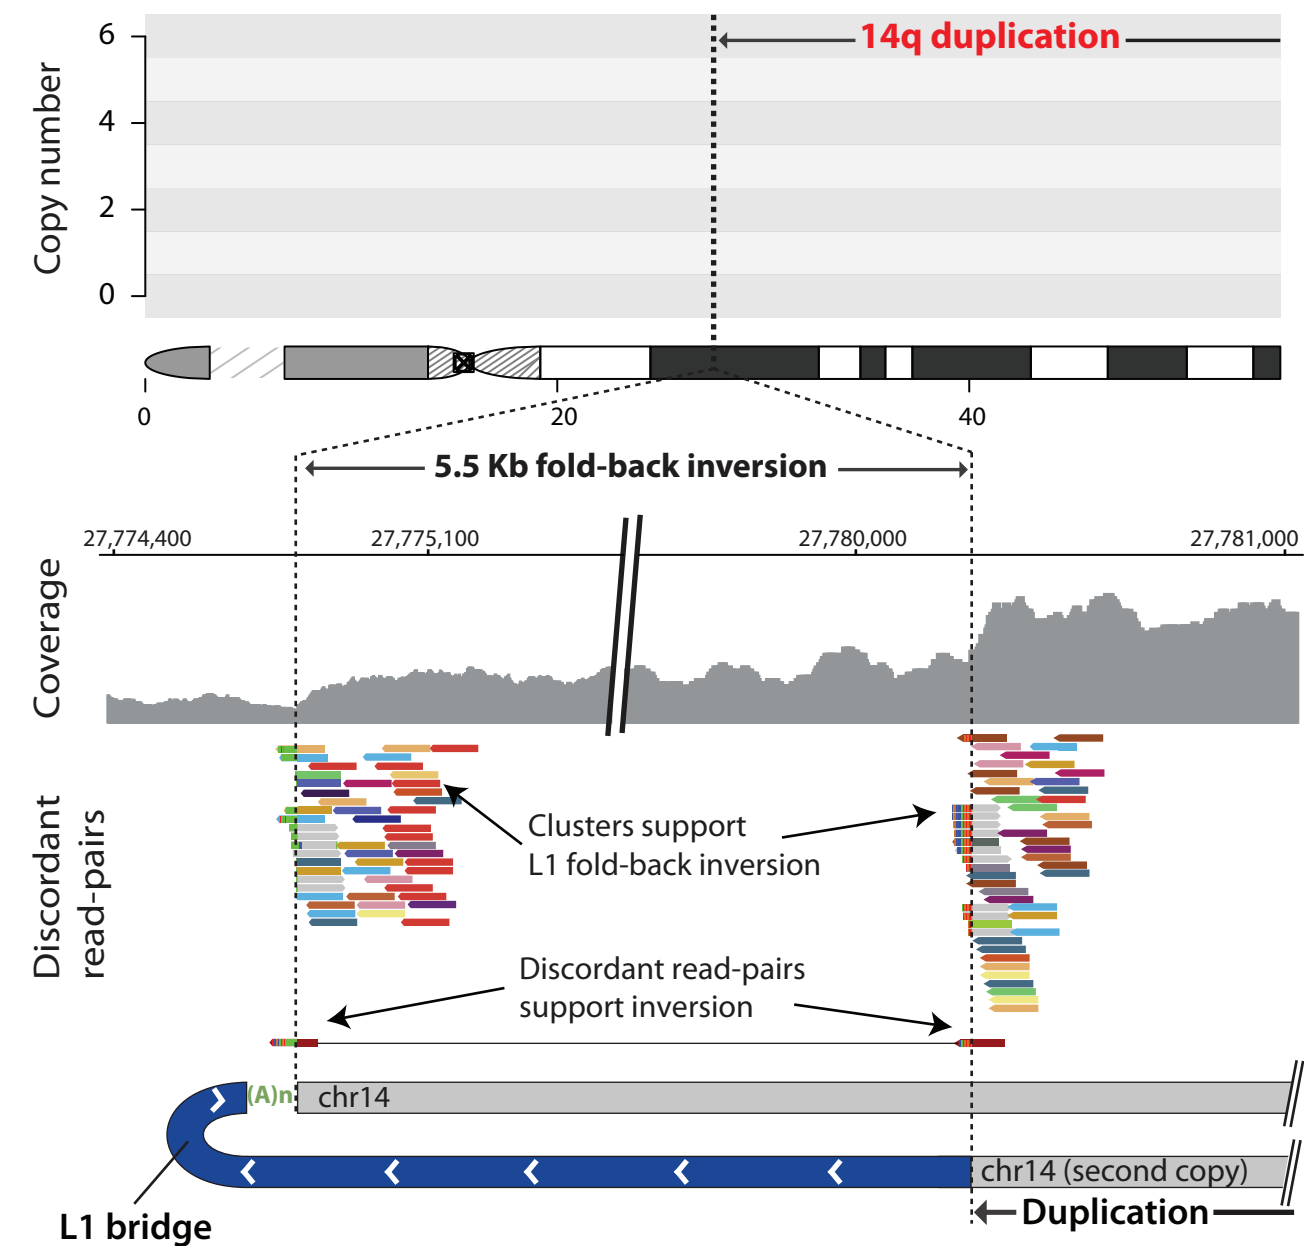 14q duplication
Copy number
6
4
2
0
0
20
40
5.5 Kb fold-back inversion
27,774,400
27,775,100
27,780,000
27,781,000
Coverage
Discordant
read-pairs
Clusters support
L1 fold-back inversion
Discordant read-pairs
support inversion
(A)n
chr14
chr14 (second copy)
Duplication
L1 bridge